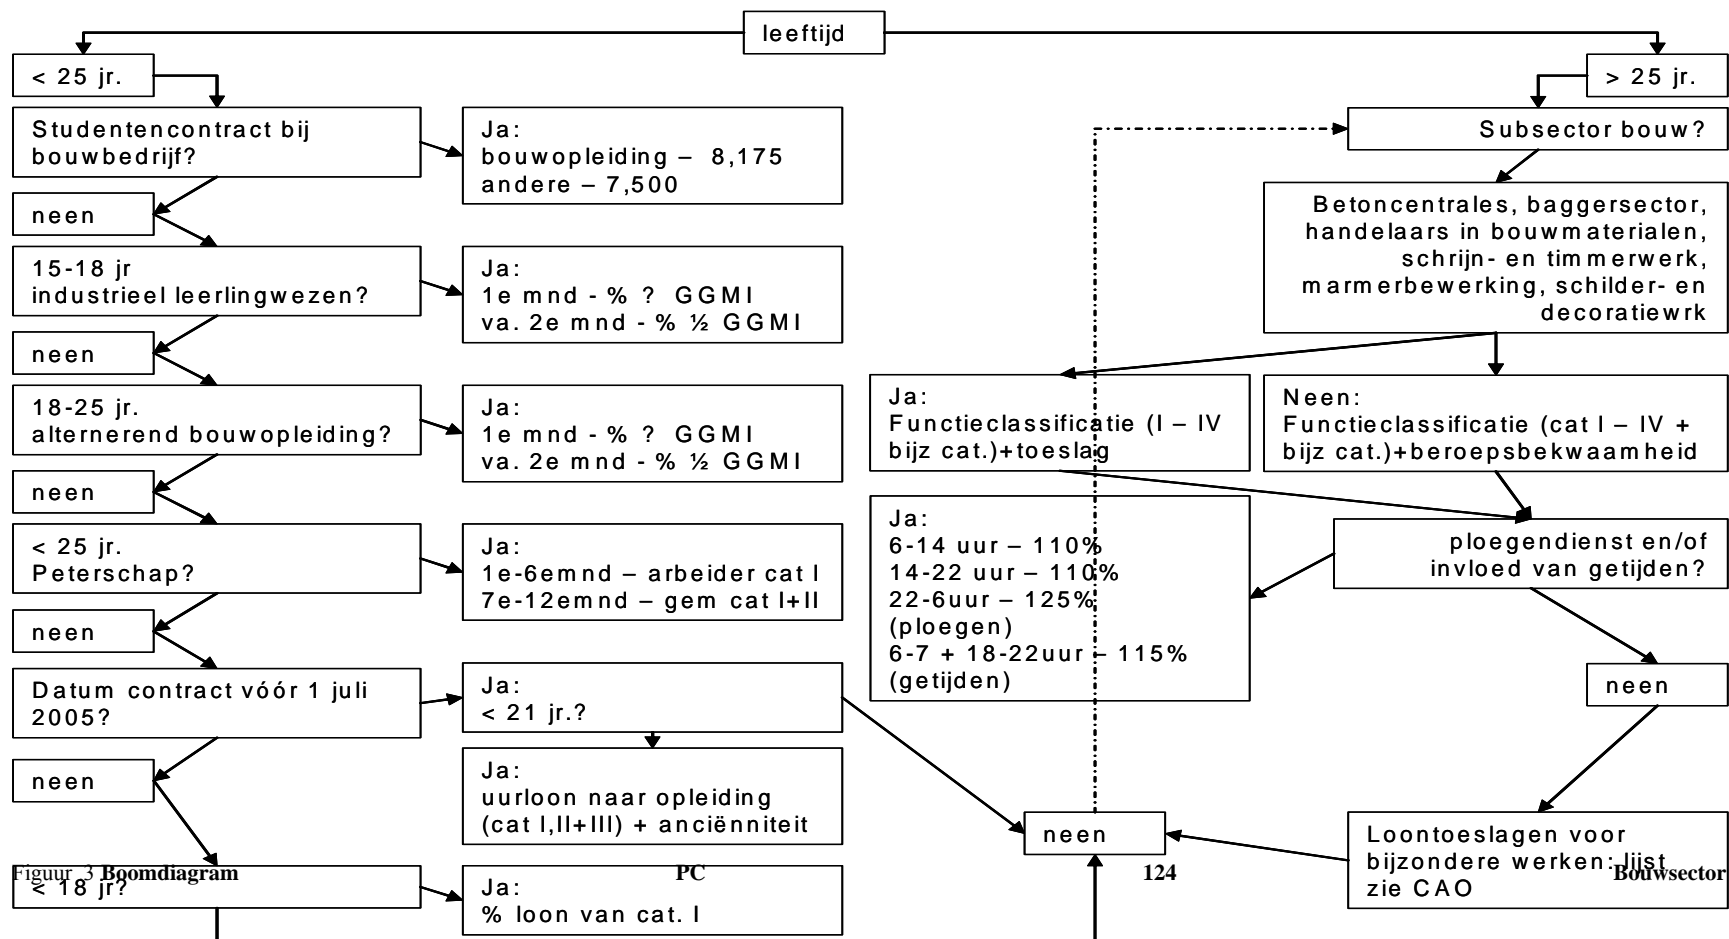 leeftijd
< 25 jr.
> 25 jr.
Studentencontract bij
bouwbedrijf?
Ja:
bouwopleiding – 8,175
andere – 7,500
Subsector bouw?
neen
Betoncentrales, baggersector,
handelaars in bouwmaterialen,
schrijn- en timmerwerk,
marmerbewerking, schilder- en
decoratiewrk
15-18 jr
industrieel leerlingwezen?
Ja:
1e mnd - % ? GGMI
va. 2e mnd - % ½ GGMI
neen
18-25 jr.
alternerend bouwopleiding?
Ja:
1e mnd - % ? GGMI
va. 2e mnd - % ½ GGMI
Ja:
Functieclassificatie (I – IV
bijz cat.)+toeslag
Neen:
Functieclassificatie (cat I – IV +
bijz cat.)+beroepsbekwaamheid
neen
< 25 jr.
Peterschap?
Ja:
1e-6emnd – arbeider cat I
7e-12emnd – gem cat I+II
Ja:
6-14 uur – 110%
14-22 uur – 110%
22-6uur – 125%
(ploegen)
6-7 + 18-22uur – 115%
(getijden)
ploegendienst en/of
invloed van getijden?
neen
Datum contract vóór 1 juli
2005?
Ja:
< 21 jr.?
neen
neen
Ja:
uurloon naar opleiding
(cat I,II+III) + anciënniteit
neen
Loontoeslagen voor
bijzondere werken: lijst
zie CAO
< 18 jr?
Ja:
% loon van cat. I
Figuur 3 Boomdiagram PC 124 Bouwsector